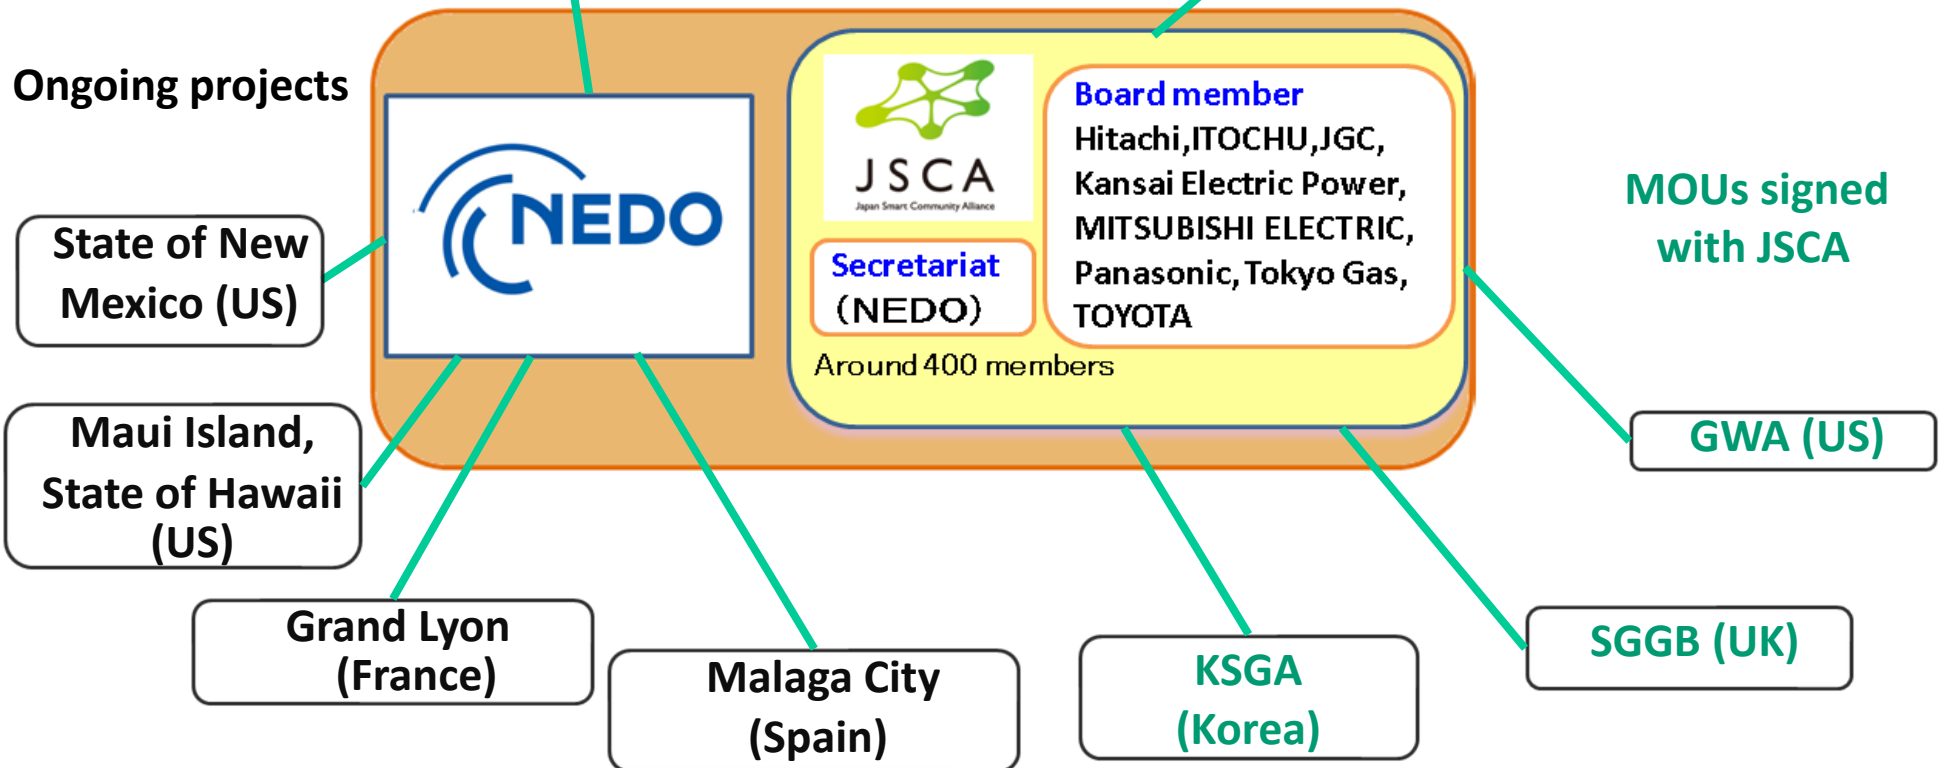 Ongoing projects
NEDO
JSCA
Japan Smart Community Alliance
Secretariat
(NEDO)
Board member
Hitachi,ITOCHU,JGC,
Kansai Electric Power,
MITSUBISHI ELECTRIC,
Panasonic, Tokyo Gas,
TOYOTA
Around 400 members
MOUs signed
with JSCA
State of New
Mexico (US)
Maui Island,
State of Hawaii
(US)
Grand Lyon
(France)
Malaga City
(Spain)
KSGA
(Korea)
SGGB (UK)
GWA (US)